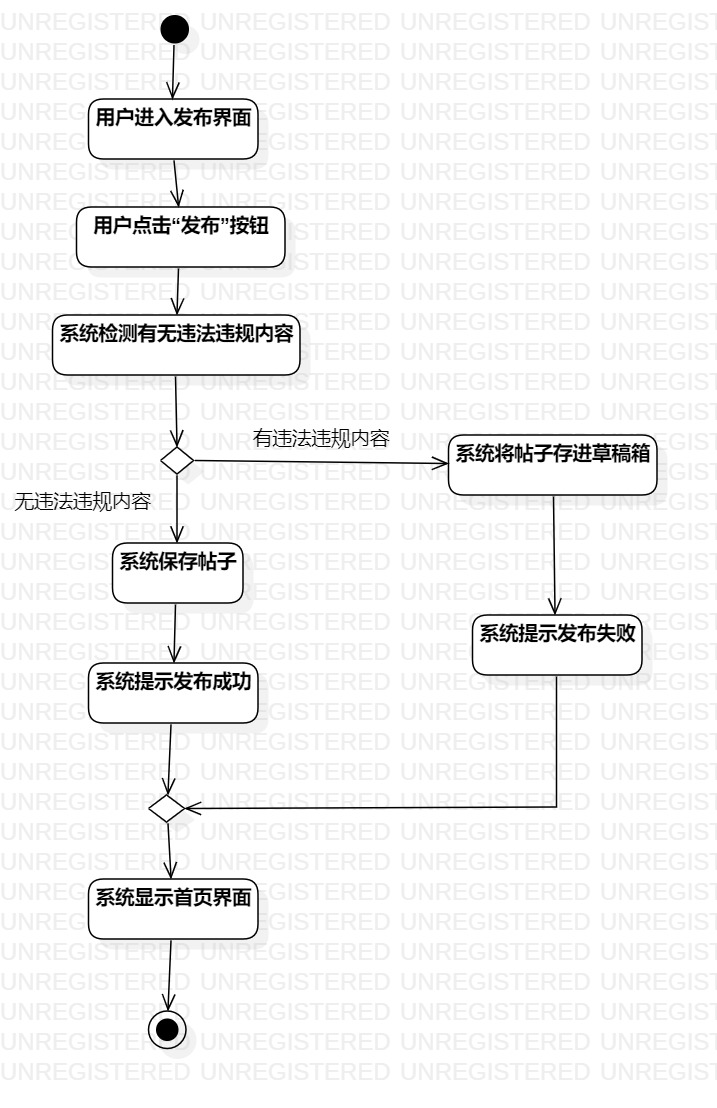 用户进入发布界面
用户点击“发布”按钮
系统检测有无违法违规内容
有违法违规内容
系统将帖子存进草稿箱
无违法违规内容
系统保存帖子
系统提示发布失败
系统提示发布成功
系统显示首页界面
UNREGISTERED UNREGISTERED UNREGISTERED UNREGIST